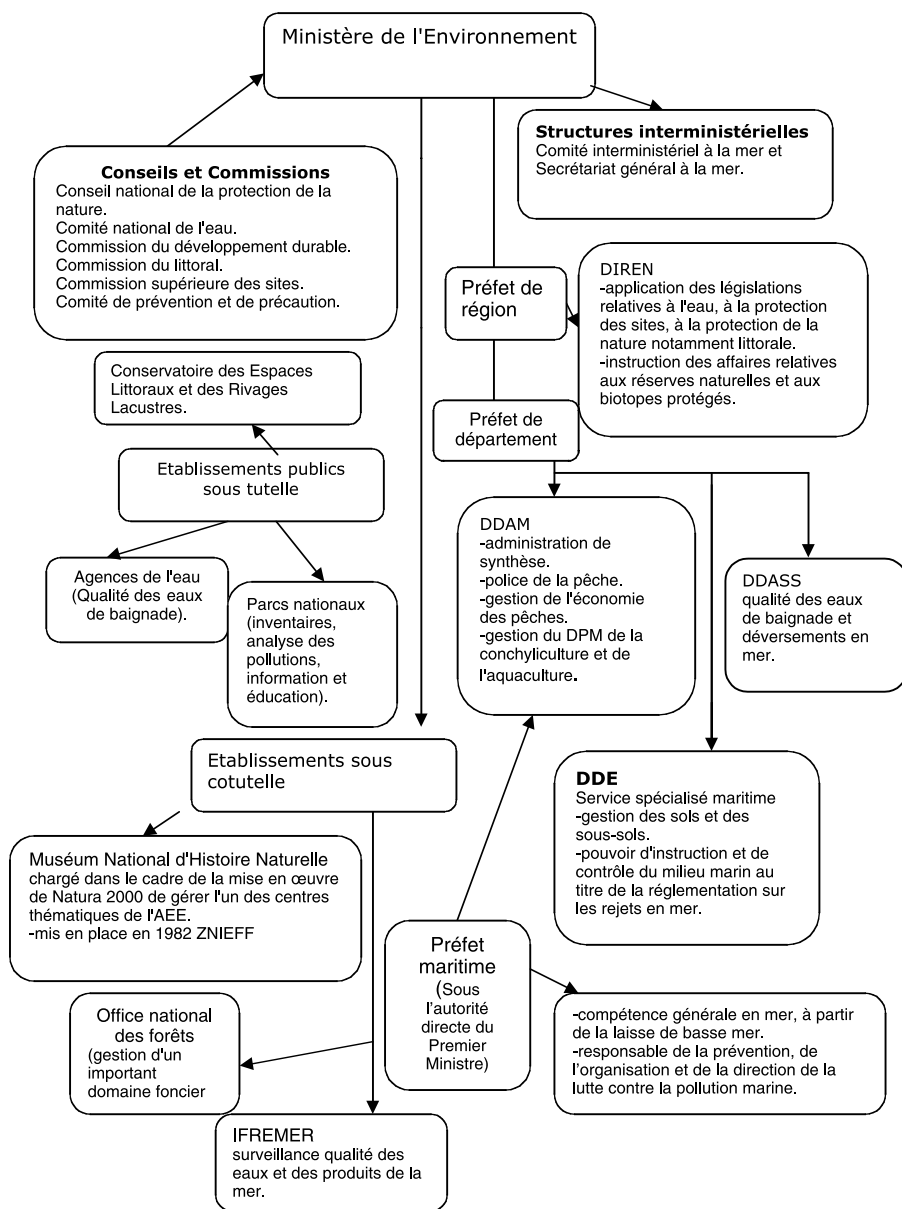 Ministère de l'Environnement
Structures interministérielles
Comité interministériel à la mer et
Secrétariat général à la mer.
Conseils et Commissions
Conseil national de la protection de la
nature.
Comité national de l'eau.
Commission du développement durable.
Commission du littoral.
Commission supérieure des sites.
Comité de prévention et de précaution.
Préfet de
région
DIREN
-application des législations
relatives à l'eau, à la protection
des sites, à la protection de la
nature notamment littorale.
-instruction des affaires relatives
aux réserves naturelles et aux
biotopes protégés.
Conservatoire des Espaces
Littoraux et des Rivages
Lacustres.
Préfet de
département
Etablissements publics
sous tutelle
Agences de l'eau
(Qualité des eaux
de baignade).
Parcs nationaux
(inventaires,
analyse des
pollutions,
information et
éducation).
DDAM
-administration de
synthèse.
-police de la pêche.
-gestion de l'économie
des pêches.
-gestion du DPM de la
conchyliculture et de
l'aquaculture.
DDASS
qualité des eaux
de baignade et
déversements en
mer.
Etablissements sous
cotutelle
DDE
Service spécialisé maritime
-gestion des sols et des
sous-sols.
-pouvoir d'instruction et de
contrôle du milieu marin au
titre de la réglementation sur
les rejets en mer.
Muséum National d'Histoire Naturelle
chargé dans le cadre de la mise en œuvre
de Natura 2000 de gérer l'un des centres
thématiques de l'AEE.
-mis en place en 1982 ZNIEFF
Préfet
maritime
(Sous
l'autorité
directe du
Premier
Ministre)
-compétence générale en mer, à partir
de la laisse de basse mer.
-responsable de la prévention, de
l'organisation et de la direction de la
lutte contre la pollution marine.
Office national
des forêts
(gestion d'un
important
domaine foncier
IFREMER
surveillance qualité des
eaux et des produits de la
mer.